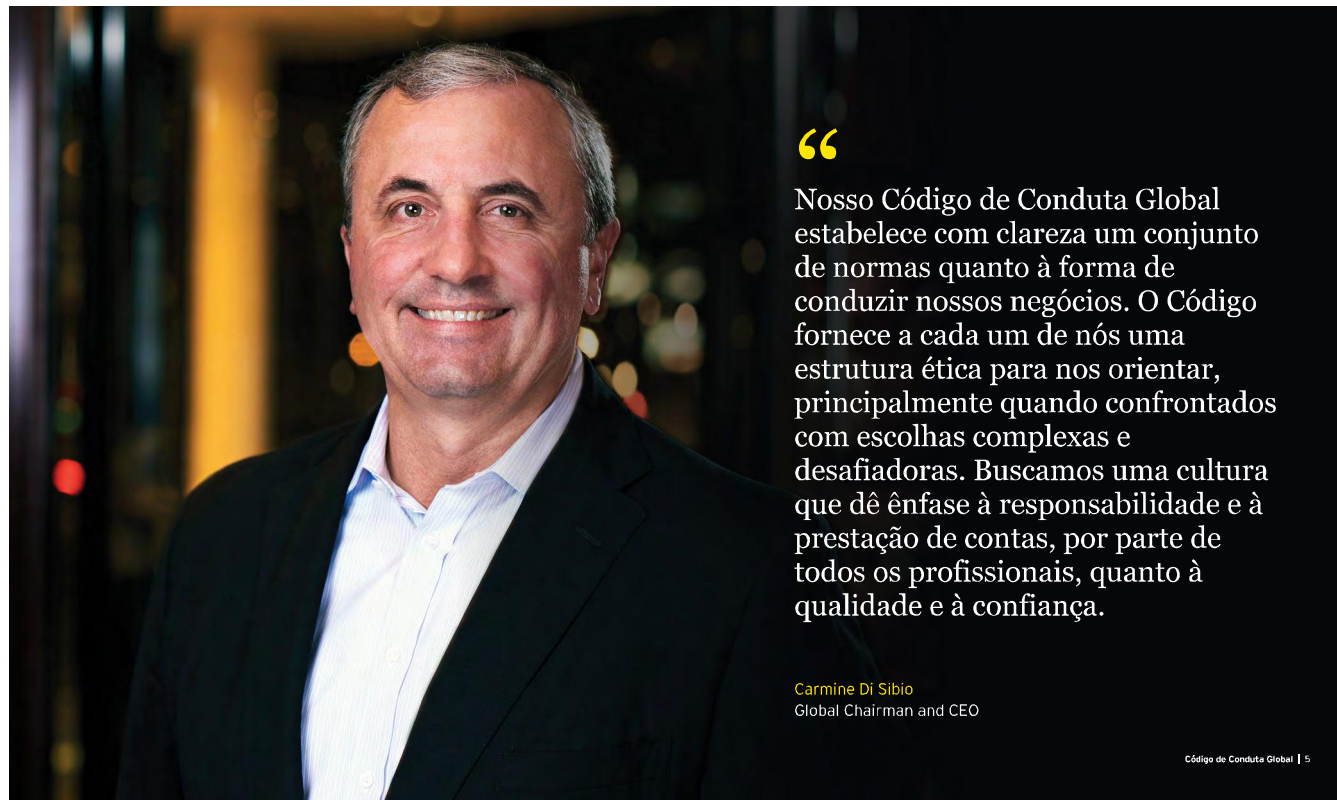 “
Nosso Código de Conduta Global
estabelece com clareza um conjunto
de normas quanto à forma de
conduzir nossos negócios. O Código
fornece a cada um de nós uma
estrutura ética para nos orientar,
principalmente quando confrontados
com escolhas complexas e
desafiadoras. Buscamos uma cultura
que dê ênfase à responsabilidade e à
prestação de contas, por parte de
todos os profissionais, quanto à
qualidade e à confiança.
Carmine Di Sibio
Global Chairman and CEO
Código de Conduta Global | 5